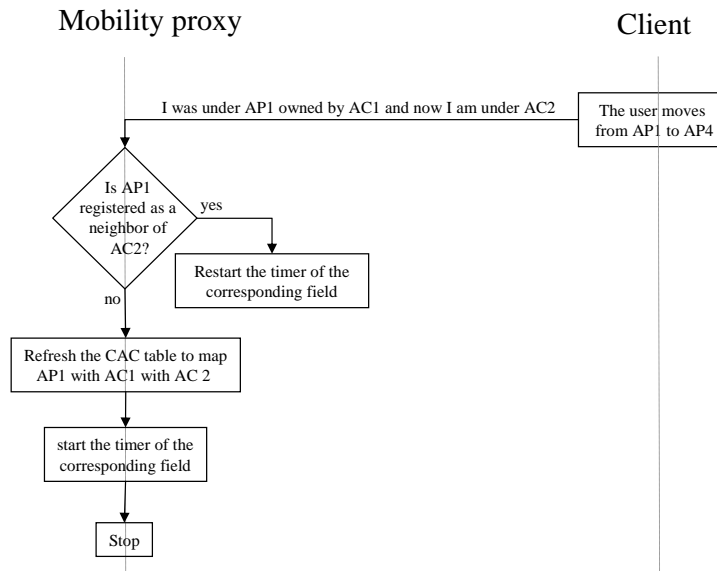 Mobility proxy
Client
I was under AP1 owned by AC1 and now I am under AC2
The user moves
from AP1 to AP4
Is AP1
registered as a
neighbor of
AC2?
yes
Restart the timer of the
corresponding field
no
Refresh the CAC table to map
AP1 with AC1 with AC 2
start the timer of the
corresponding field
Stop